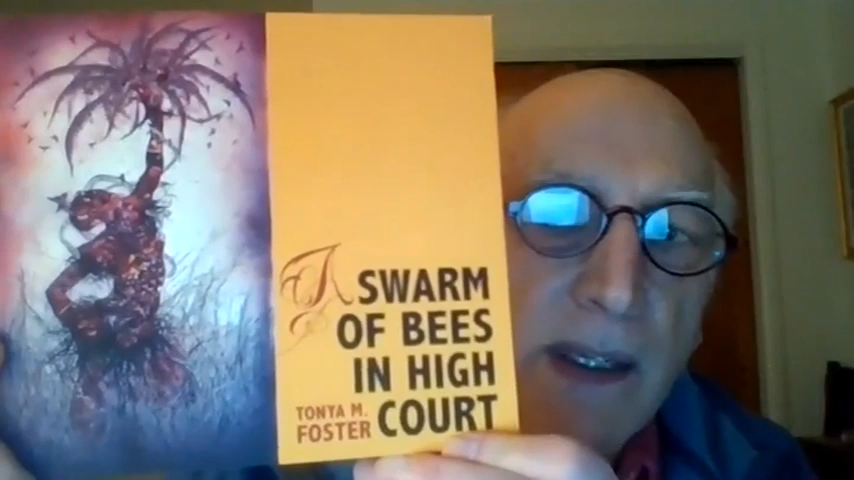 A SWARM
OF BEES
IN HIGH
COURT
TONYA M.
FOSTER